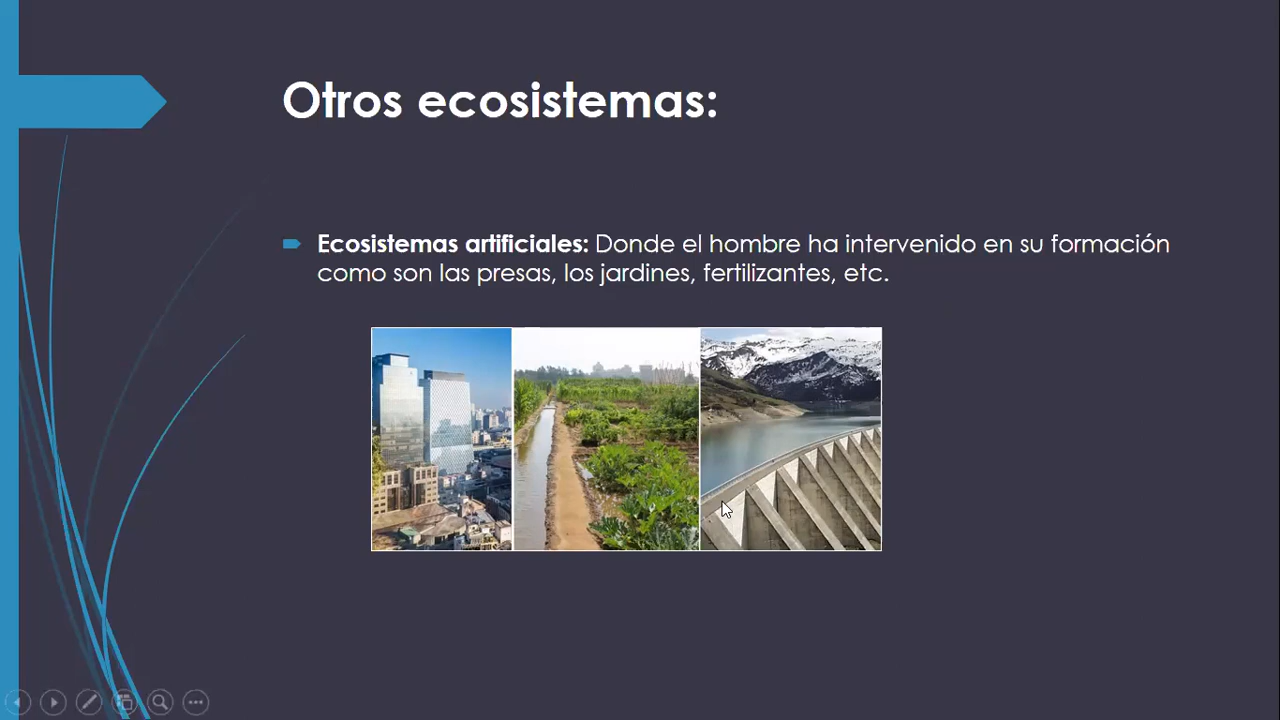 Otros ecosistemas:
Ecosistemas artificiales: Donde el hombre ha intervenido en su formación
como son las presas, los jardines, fertilizantes, etc.